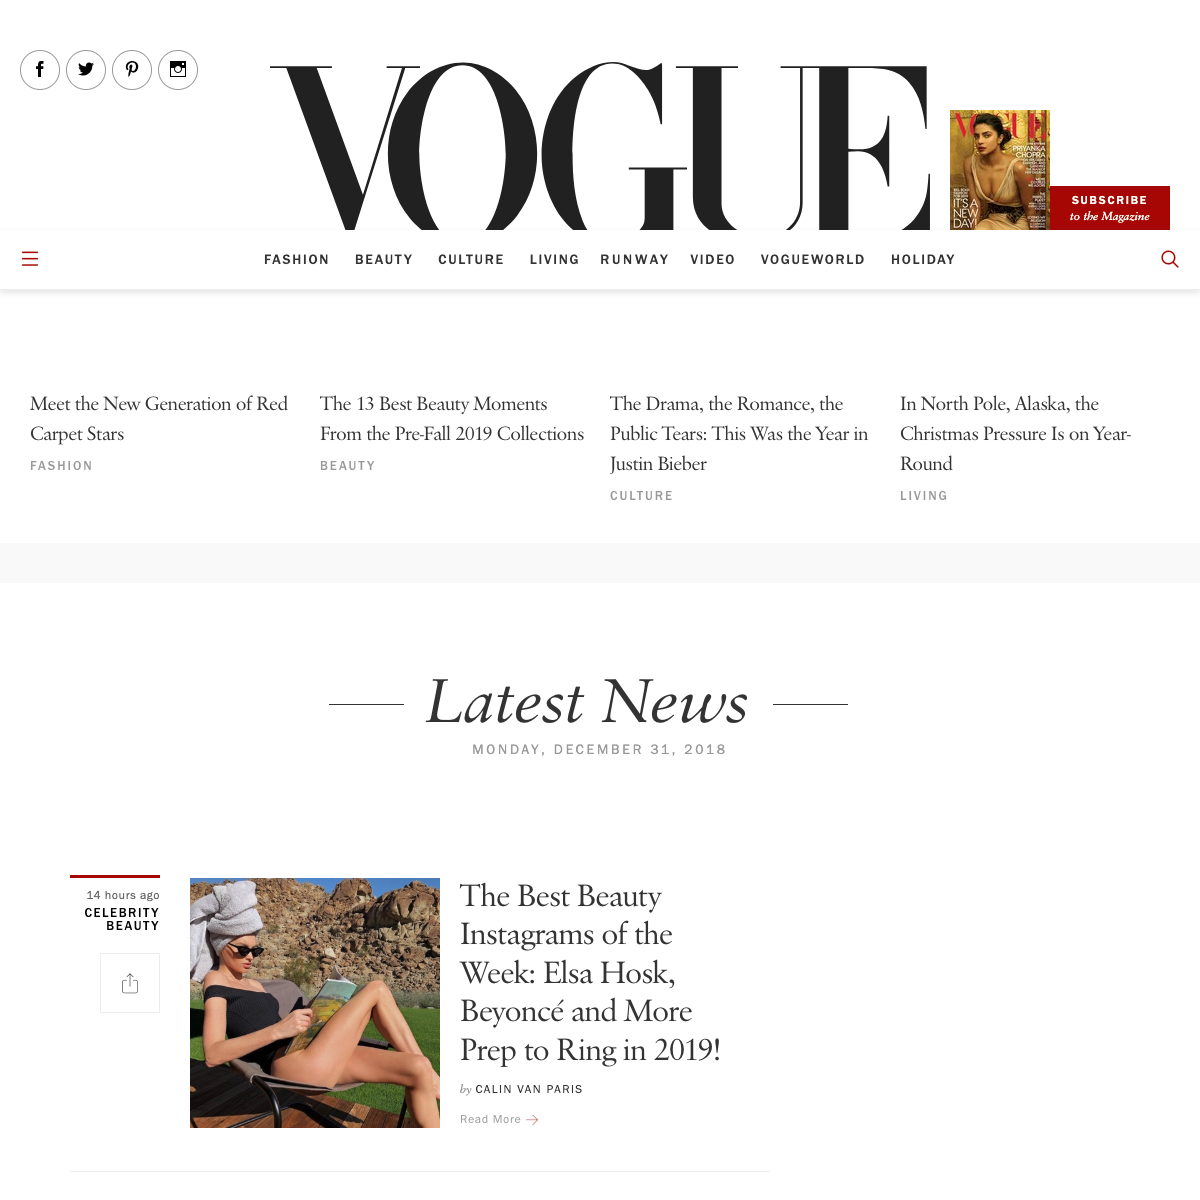 VOGUE
VOGUE
PRIYANKA
CHOPRA
IT'S A
NEW
DAY!
SUBSCRIBE
to the Magazine
FASHION BEAUTY CULTURE LIVING RUNWAY VIDEO VOGUEWORLD HOLIDAY
Meet the New Generation of Red
Carpet Stars
FASHION
The 13 Best Beauty Moments
From the Pre-Fall 2019 Collections
BEAUTY
The Drama, the Romance, the
Public Tears: This Was the Year in
Justin Bieber
CULTURE
In North Pole, Alaska, the
Christmas Pressure Is on Year-
Round
LIVING
Latest News
MONDAY, DECEMBER 31, 2018
14 hours ago
CELEBRITY
BEAUTY
The Best Beauty
Instagrams of the
Week: Elsa Hosk,
Beyoncé and More
Prep to Ring in 2019!
by CALIN VAN PARIS
Read More